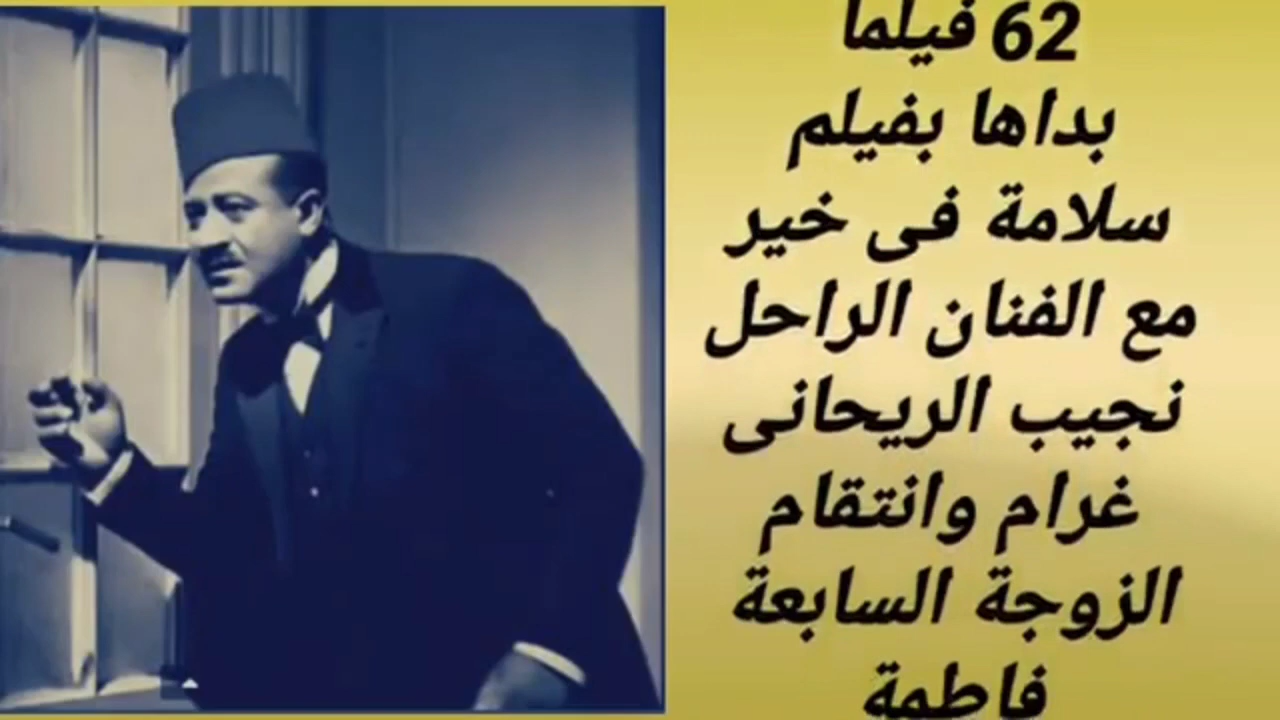 62 فيلما
بداها بفيلم
سلامة فى خير
مع الفنان الراحل
نجيب الريحانى
غرام وانتقام
الزوجة السابعة
فاطمة